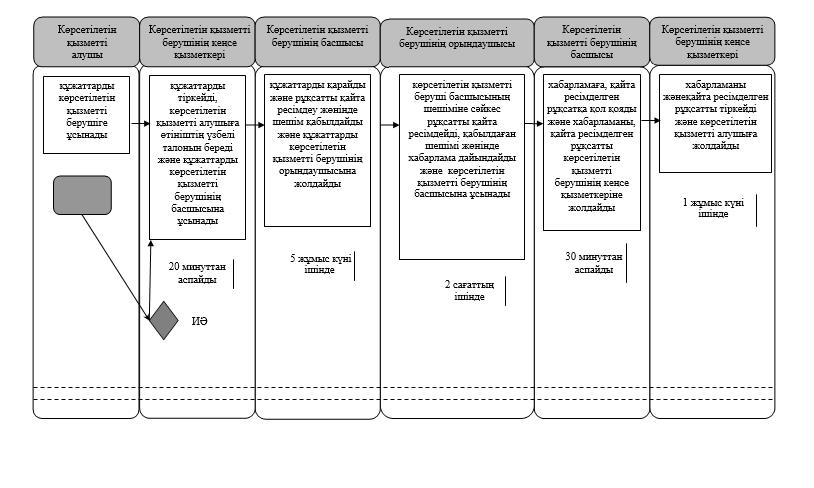 Көрсетілетін
қызметті
алушы
Көрсетілетін қызметті
берушінің кеңсе
қызметкері
Көрсетілетін қызметті
берушінің басшысы
Көрсетілетін қызметті
берушінің орындаушысы
Көрсетілетін
қызметті берушінің
басшысы
Көрсетілетін қызметті
берушінің кеңсе
қызметкері
құжаттарды
көрсетілетін
қызметті
берушіге
ұсынады
құжаттарды
тіркейді,
көрсетілетін
қызметті алушыға
өтініштің үзбелі
талонын береді
және құжаттарды
көрсетілетін
қызметті
берушінің
басшысына
ұсынады
20 минуттан
аспайды
ИӘ
құжаттарды қарайды
және рұқсатты қайта
ресімдеу жөнінде
шешім қабылдайды
және құжаттарды
көрсетілетін
қызметті берушінің
орындаушысына
жолдайды
5 жұмыс күні
ішінде
көрсетілетін қызметті
беруші басшысының
шешіміне сәйкес
рұқсатты қайта
ресімдейді, қабылдаған
шешімі жөнінде
хабарлама дайындайды
және көрсетілетін
қызметті берушінің
басшысына ұсынады
2 сағаттың
ішінде
хабарламаға, қайта
ресімделген
рұқсатқа қол қояды
және хабарламаны,
қайта ресімделген
рұқсатты
көрсетілетін
қызметті
берушінің кеңсе
қызметкеріне
жолдайды
30 минуттан
аспайды
хабарламаны
жәнеқайта ресімделген
рұқсатты тіркейді
және көрсетілетін
қызметті алушыға
жолдайды
1 жұмыс күні
ішінде